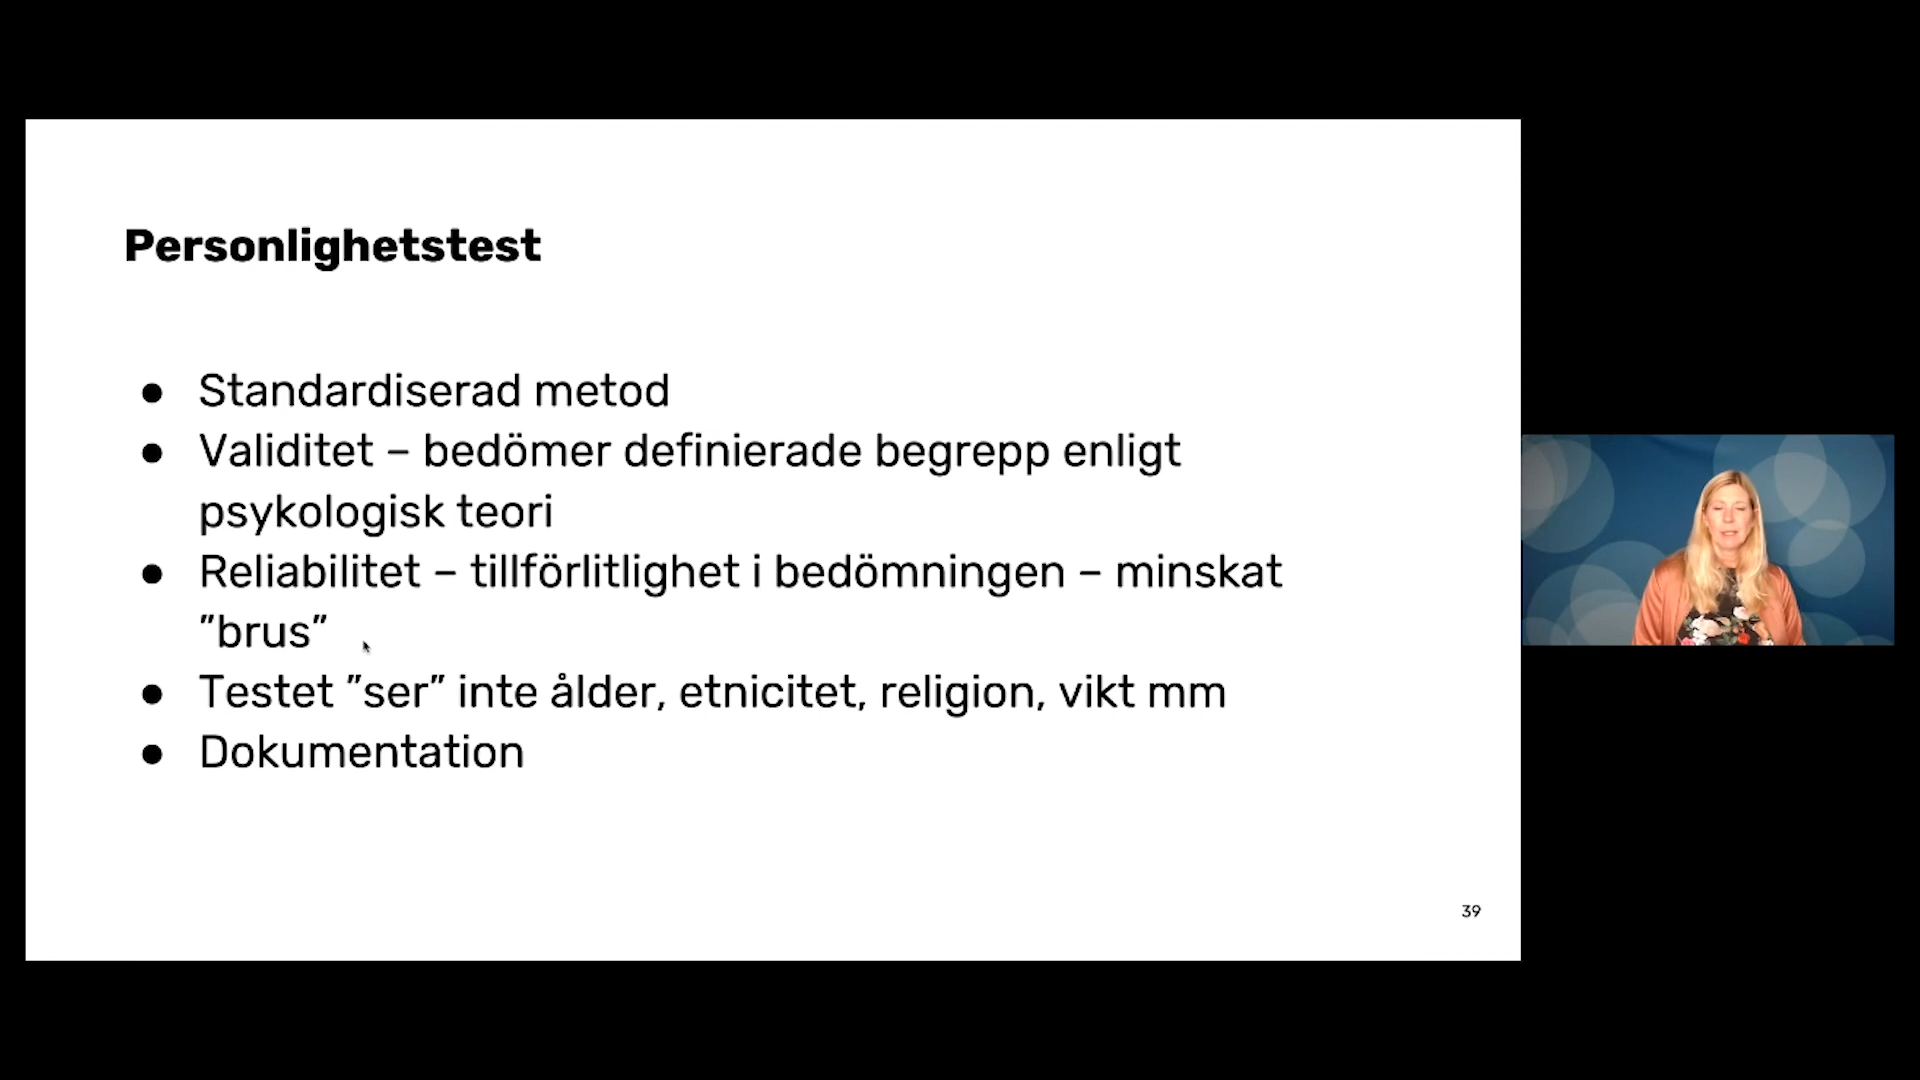 Personlighetstest
● Standardiserad metod
● Validitet – bedömer definierade begrepp enligt
psykologisk teori
● Reliabilitet – tillförlitlighet i bedömningen – minskat
”brus”
● Testet ”ser” inte ålder, etnicitet, religion, vikt mm
● Dokumentation
39